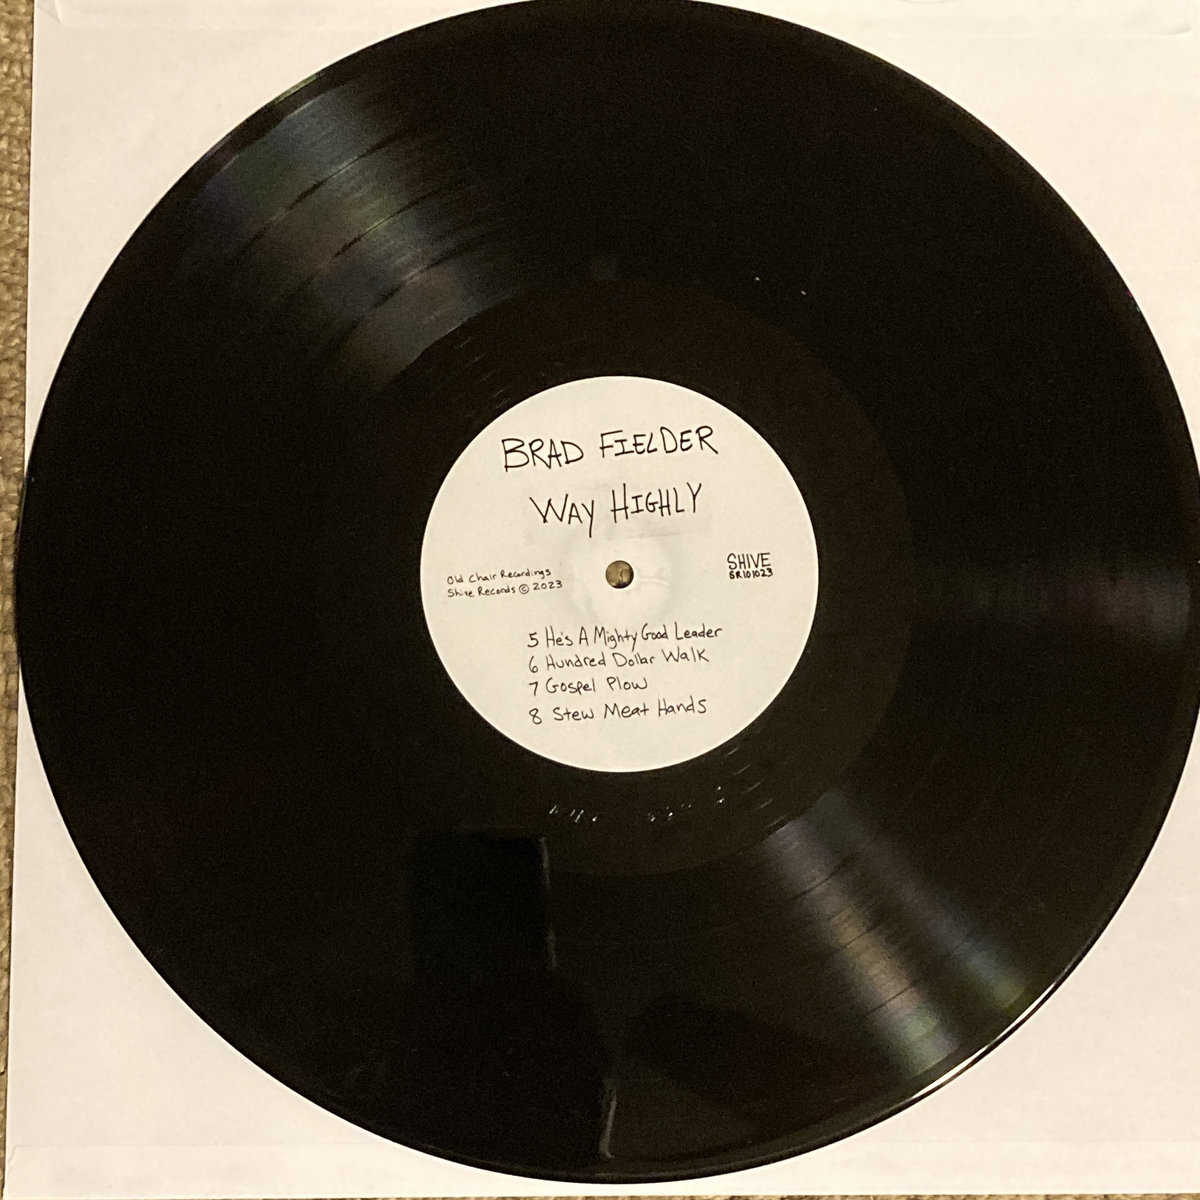 BRAD FIELDER
WAY HIGHLY
Old Chair Recordings
Shive Records © 2023
SHIVE
SR101023
5 He's A Mighty Good Leader
6 Hundred Dollar Walk
7 Gospel Plow
8 Stew Meat Hands